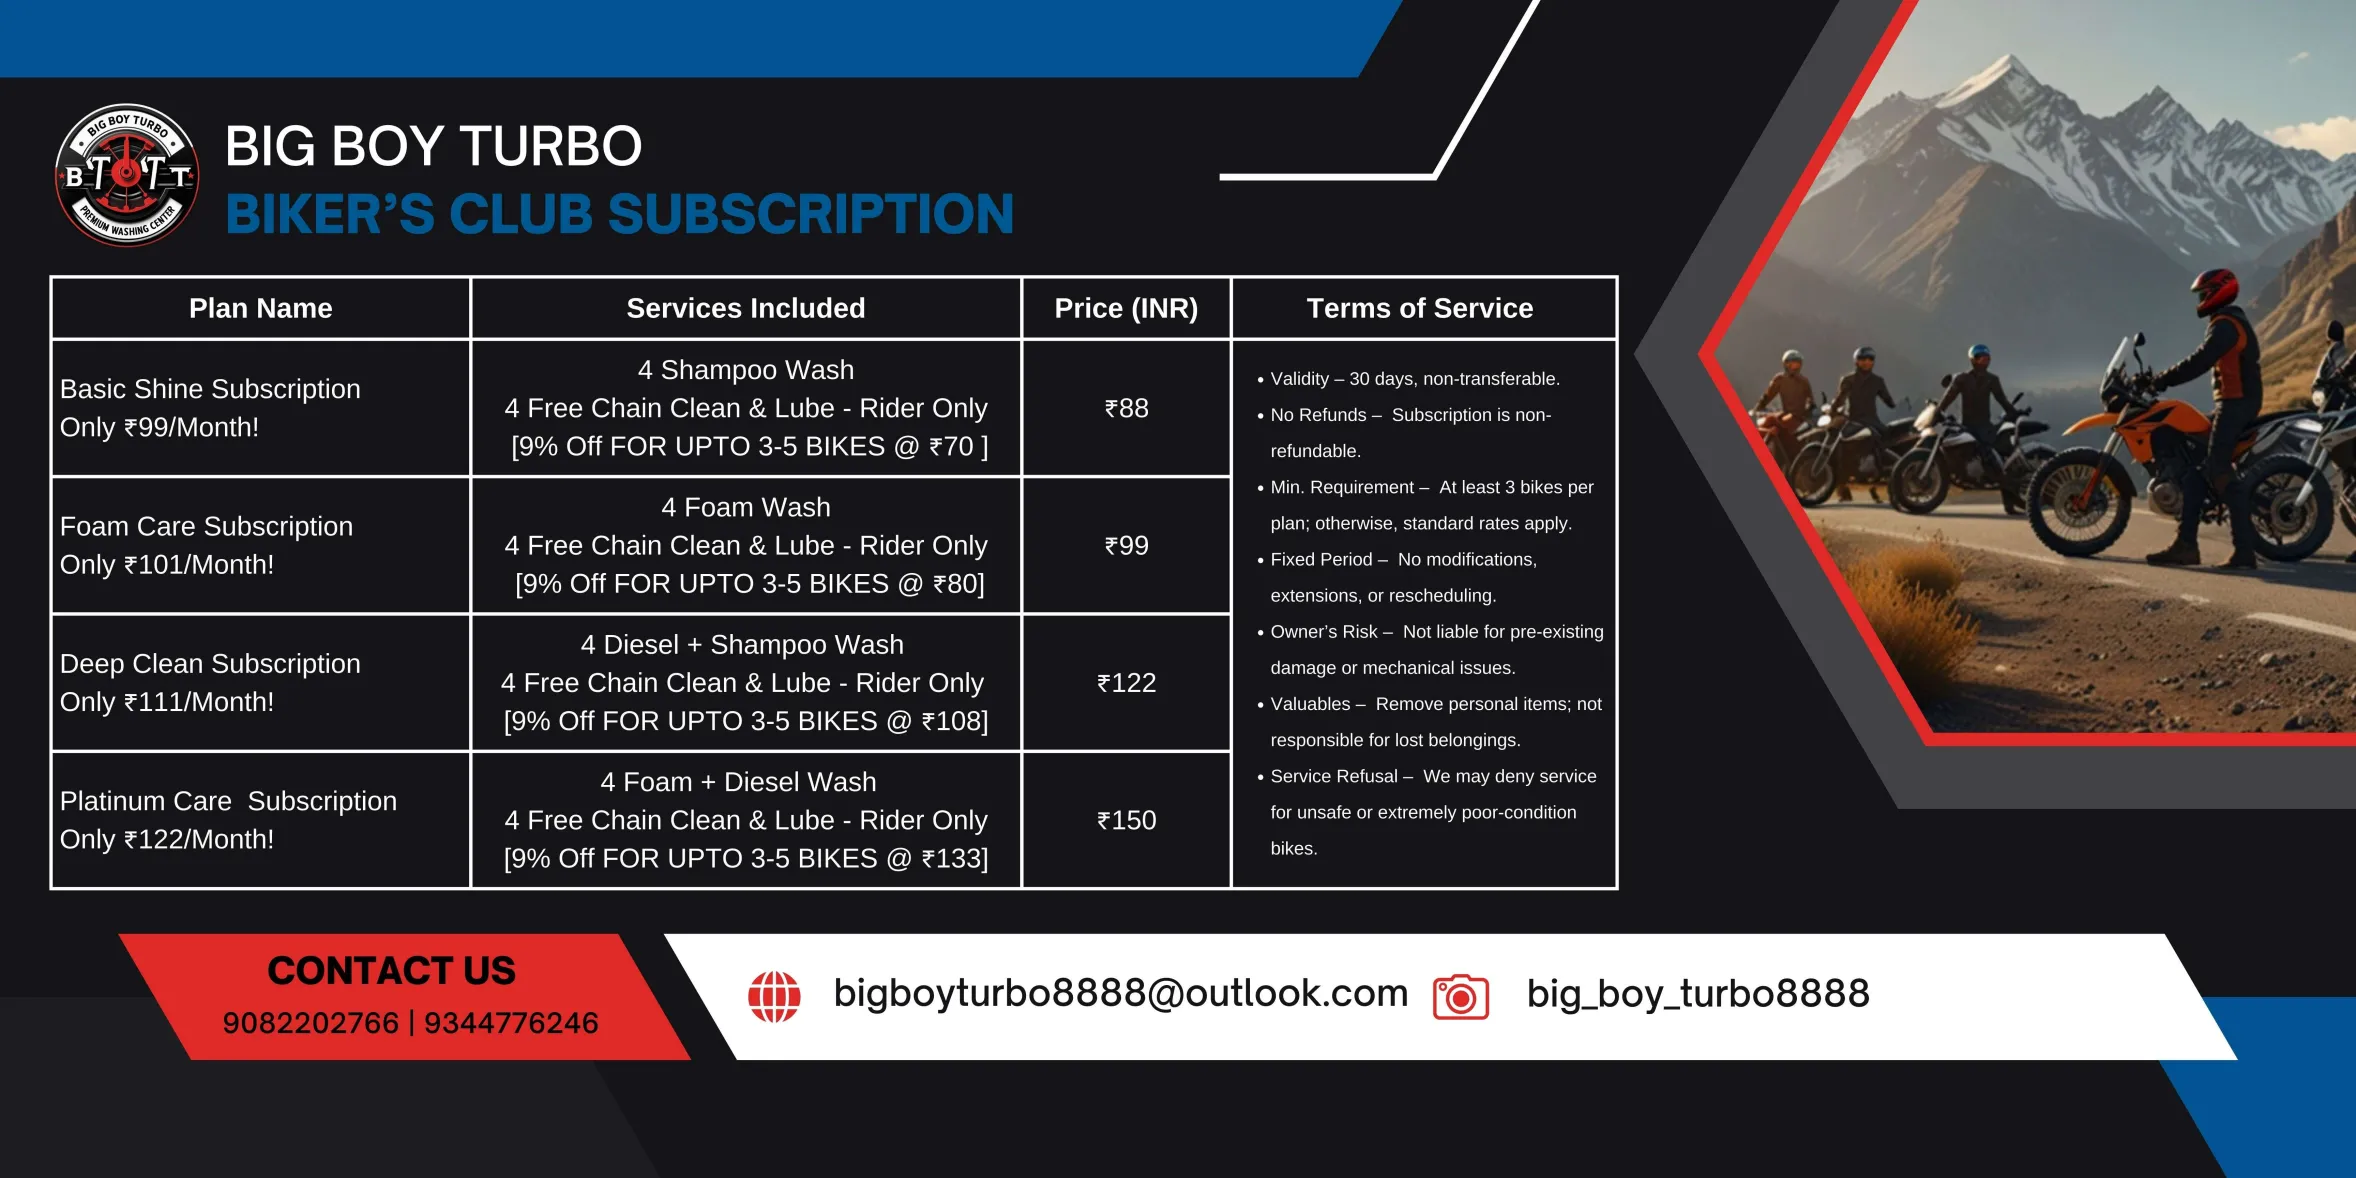 BIG BOY TURBO
B T T T
PREMIUM WASHING CENTER
BIG BOY TURBO
BIKER’S CLUB SUBSCRIPTION
Plan Name
Services Included
Price (INR)
Terms of Service
Basic Shine Subscription
Only ₹99/Month!
4 Shampoo Wash
4 Free Chain Clean & Lube - Rider Only
[9% Off FOR UPTO 3-5 BIKES @ ₹70 ]
₹88
Foam Care Subscription
Only ₹101/Month!
4 Foam Wash
4 Free Chain Clean & Lube - Rider Only
[9% Off FOR UPTO 3-5 BIKES @ ₹80]
₹99
Deep Clean Subscription
Only ₹111/Month!
4 Diesel + Shampoo Wash
4 Free Chain Clean & Lube - Rider Only
[9% Off FOR UPTO 3-5 BIKES @ ₹108]
₹122
Platinum Care  Subscription
Only ₹122/Month!
4 Foam + Diesel Wash
4 Free Chain Clean & Lube - Rider Only
[9% Off FOR UPTO 3-5 BIKES @ ₹133]
₹150
• Validity – 30 days, non-transferable.
• No Refunds –  Subscription is non-
refundable.
• Min. Requirement –  At least 3 bikes per
plan; otherwise, standard rates apply.
• Fixed Period –  No modifications,
extensions, or rescheduling.
• Owner’s Risk –  Not liable for pre-existing
damage or mechanical issues.
• Valuables –  Remove personal items; not
responsible for lost belongings.
• Service Refusal –  We may deny service
for unsafe or extremely poor-condition
bikes.
CONTACT US
9082202766 | 9344776246
bigboyturbo8888@outlook.com
big_boy_turbo8888